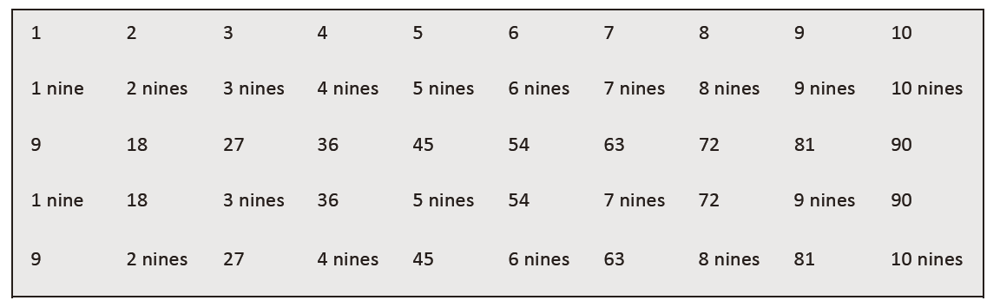 1 2 3 4 5 6 7 8 9 10
1 nine 2 nines 3 nines 4 nines 5 nines 6 nines 7 nines 8 nines 9 nines 10 nines
9 18 27 36 45 54 63 72 81 90
1 nine 18 3 nines 36 5 nines 54 7 nines 72 9 nines 90
9 2 nines 27 4 nines 45 6 nines 63 8 nines 81 10 nines